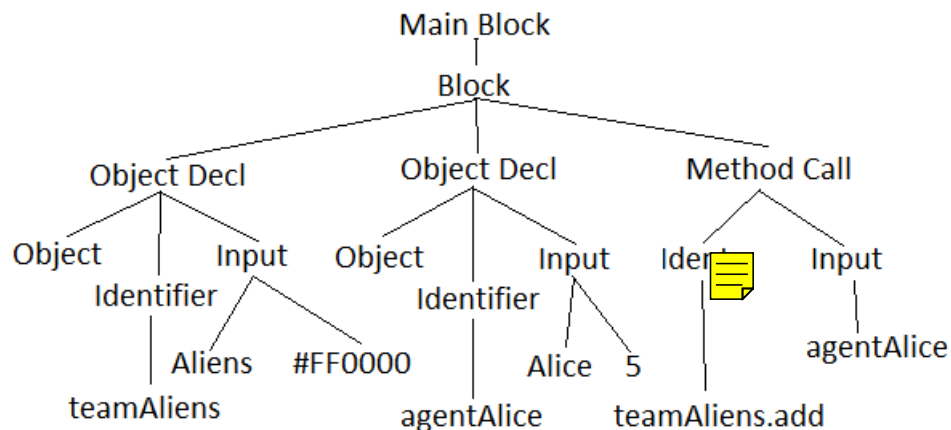 Main Block
Block
Object Decl Object Decl Method Call
Object Input Object Input Input
Identifier Identifier
Aliens #FF0000 Alice 5 agentAlice
teamAliens agentAlice teamAliens.add